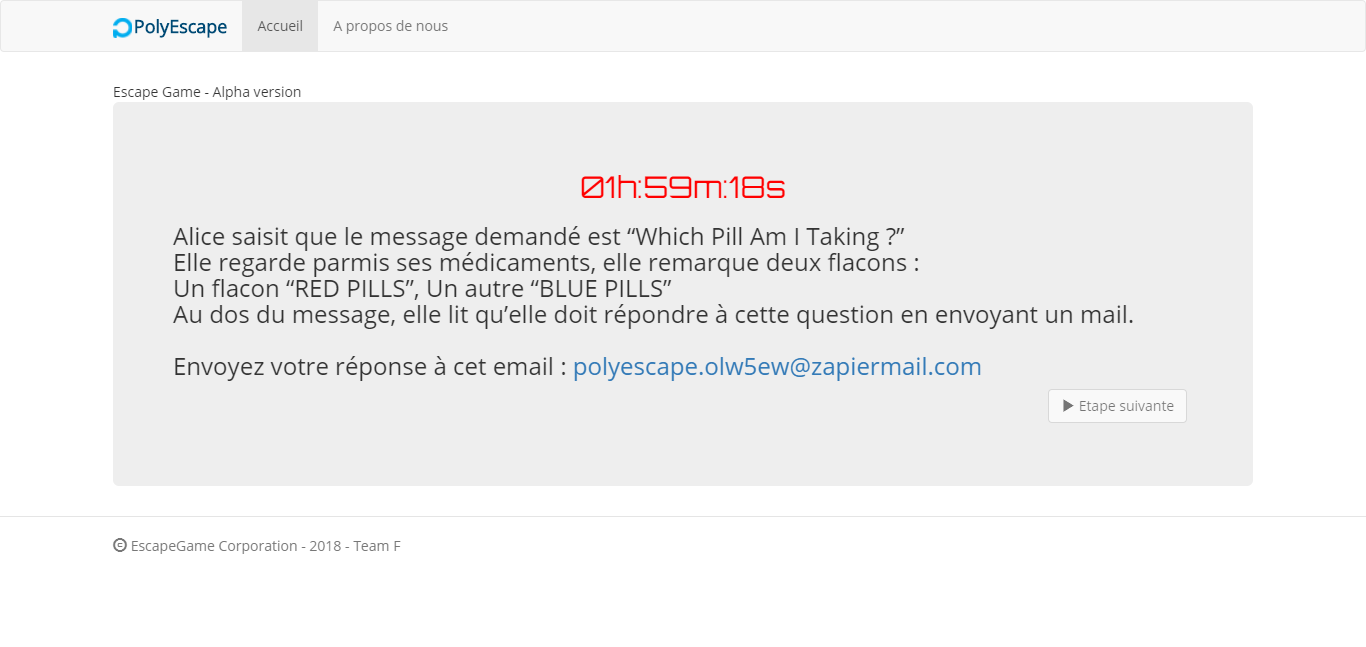 PolyEscape
Accueil
A propos de nous
Escape Game - Alpha version
01h:59m:18s
Alice saisit que le message demandé est “Which Pill Am I Taking ?”
Elle regarde parmis ses médicaments, elle remarque deux flacons :
Un flacon “RED PILLS”, Un autre “BLUE PILLS”
Au dos du message, elle lit qu’elle doit répondre à cette question en envoyant un mail.
Envoyez votre réponse à cet email : polyescape.olw5ew@zapiermail.com
Etape suivante
© EscapeGame Corporation - 2018 - Team F